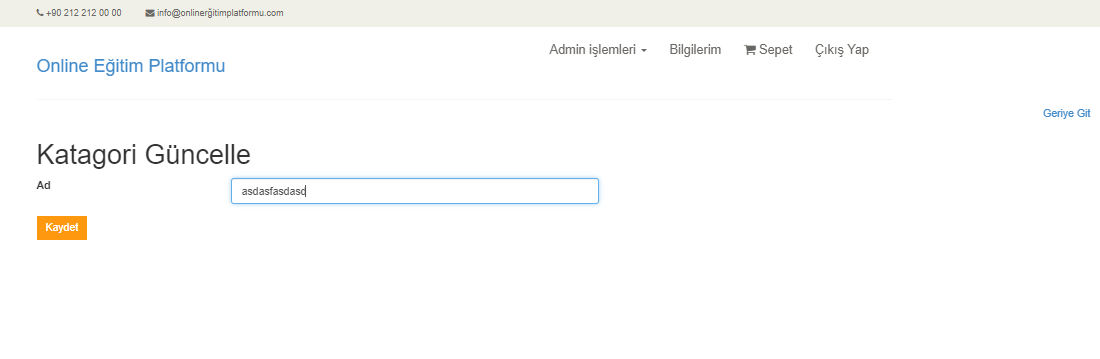 +90 212 212 00 00 info@onlinerğitimplatformu.com
Online Eğitim Platformu
Admin işlemleri Bilgilerim Sepet Çıkış Yap
Geriye Git
Katagori Güncelle
Ad asdasfasdasd
Kaydet